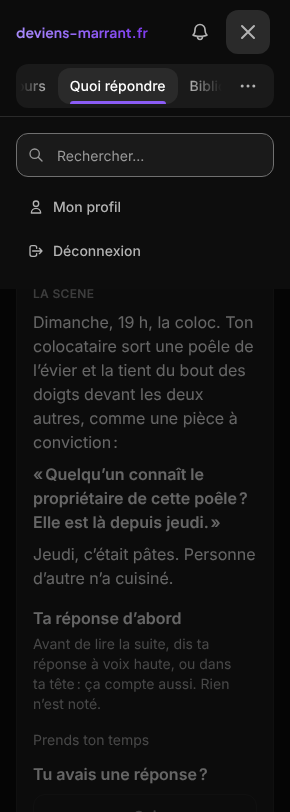 deviens-marrant.fr
urs Quoi répondre Bibli
Rechercher...
Mon profil
Déconnexion
LA SCÈNE
Dimanche, 19 h, la coloc. Ton
colocataire sort une poêle de
l’évier et la tient du bout des
doigts devant les deux
autres, comme une pièce à
conviction :
« Quelqu’un connaît le
propriétaire de cette poêle ?
Elle est là depuis jeudi. »
Jeudi, c’était pâtes. Personne
d’autre n’a cuisiné.
Ta réponse d’abord
Avant de lire la suite, dis ta
réponse à voix haute, ou dans
ta tête : ça compte aussi. Rien
n’est noté.
Prends ton temps
Tu avais une réponse ?